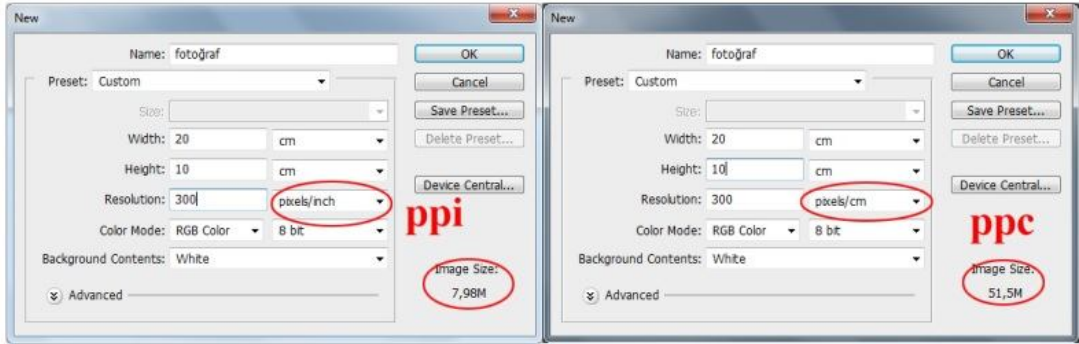 New
Name: fotoğraf
OK
Preset: Custom
Cancel
Size:
Save Preset...
Width: 20 cm
Delete Preset...
Height: 10 cm
Device Central...
Resolution: 300 pixels/inch
ppi
Color Mode: RGB Color 8 bit
Background Contents: White
Image Size:
7,98M
Advanced
New
Name: fotoğraf
OK
Preset: Custom
Cancel
Size:
Save Preset...
Width: 20 cm
Delete Preset...
Height: 10 cm
Device Central...
Resolution: 300 pixels/cm
ppc
Color Mode: RGB Color 8 bit
Background Contents: White
Image Size:
51,5M
Advanced